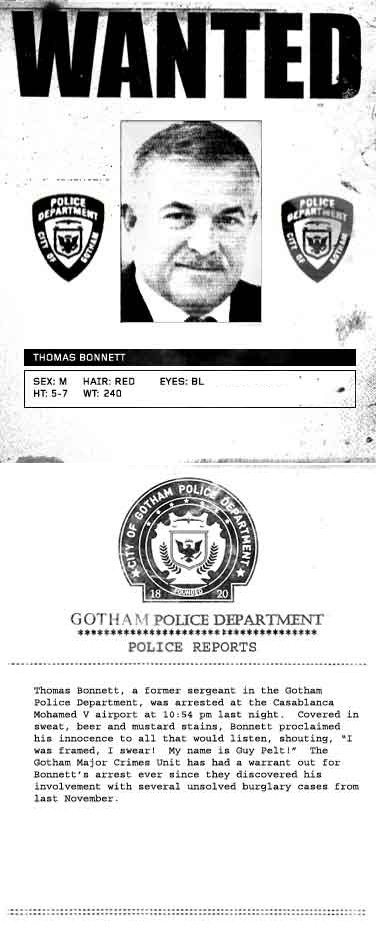 WANTED
POLICE
DEPARTMENT
CITY OF GOTHAM
POLICE
DEPARTMENT
CITY OF GOTHAM
THOMAS BONNETT
SEX: M HAIR: RED EYES: BL
HT: 5-7 WT: 240
CITY OF GOTHAM POLICE DEPARTMENT
FOUNDED
18 20
GOTHAM POLICE DEPARTMENT
************************************
POLICE REPORTS
Thomas Bonnett, a former sergeant in the Gotham
Police Department, was arrested at the Casablanca
Mohamed V airport at 10:54 pm last night. Covered in
sweat, beer and mustard stains, Bonnett proclaimed
his innocence to all that would listen, shouting, "I
was framed, I swear! My name is Guy Pelt!" The
Gotham Major Crimes Unit has had a warrant out for
Bonnett's arrest ever since they discovered his
involvement with several unsolved burglary cases from
last November.